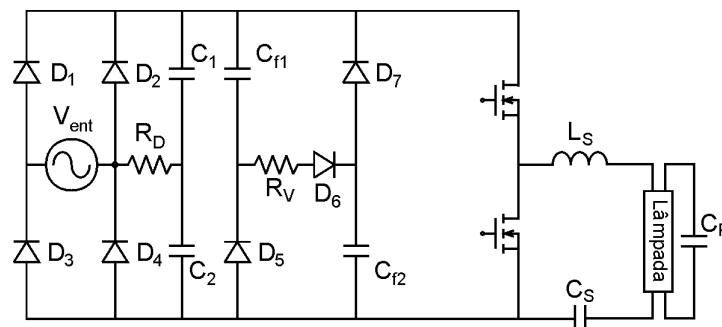 D1
D2
C1
Cf1
D7
Vent
RD
LS
RV
D6
Lâmpada
CP
D3
D4
C2
D5
Cf2
CS